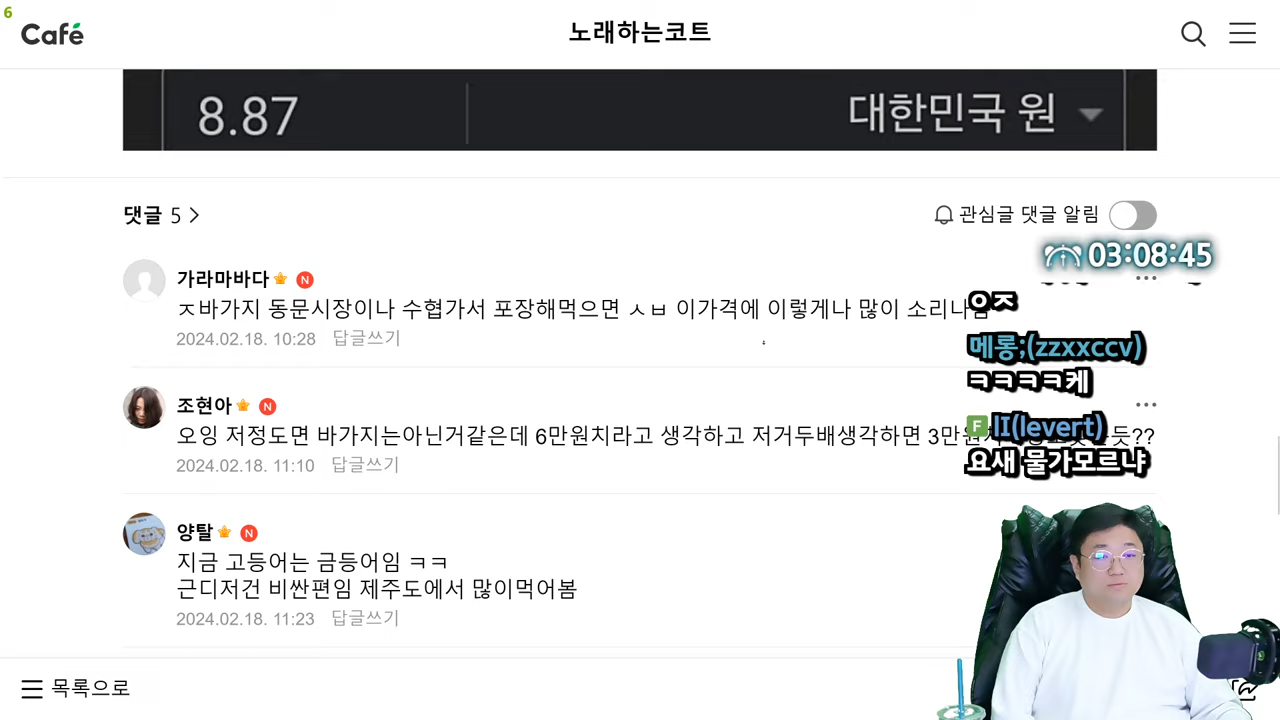 6
Café
노래하는코트
8.87
대한민국 원
댓글 5
관심글 댓글 알림
03:08:45
가라마바다 N
ㅈ바가지 동문시장이나 수협가서 포장해먹으면 ㅅㅂ 이가격에 이렇게나 많이 소리나옴
2024.02.18. 10:28 답글쓰기
ㅇㅈ
메롱;(zzxxccv)
ㅋㅋㅋㅋ케
조현아 N
오잉 저정도면 바가지는아닌거같은데 6만원치라고 생각하고 저거두배생각하면 3만원
2024.02.18. 11:10 답글쓰기
F lI(levert)
요새 물가모르냐
양탈 N
지금 고등어는 금등어임 ㅋㅋ
근디저건 비싼편임 제주도에서 많이먹어봄
2024.02.18. 11:23 답글쓰기
목록으로